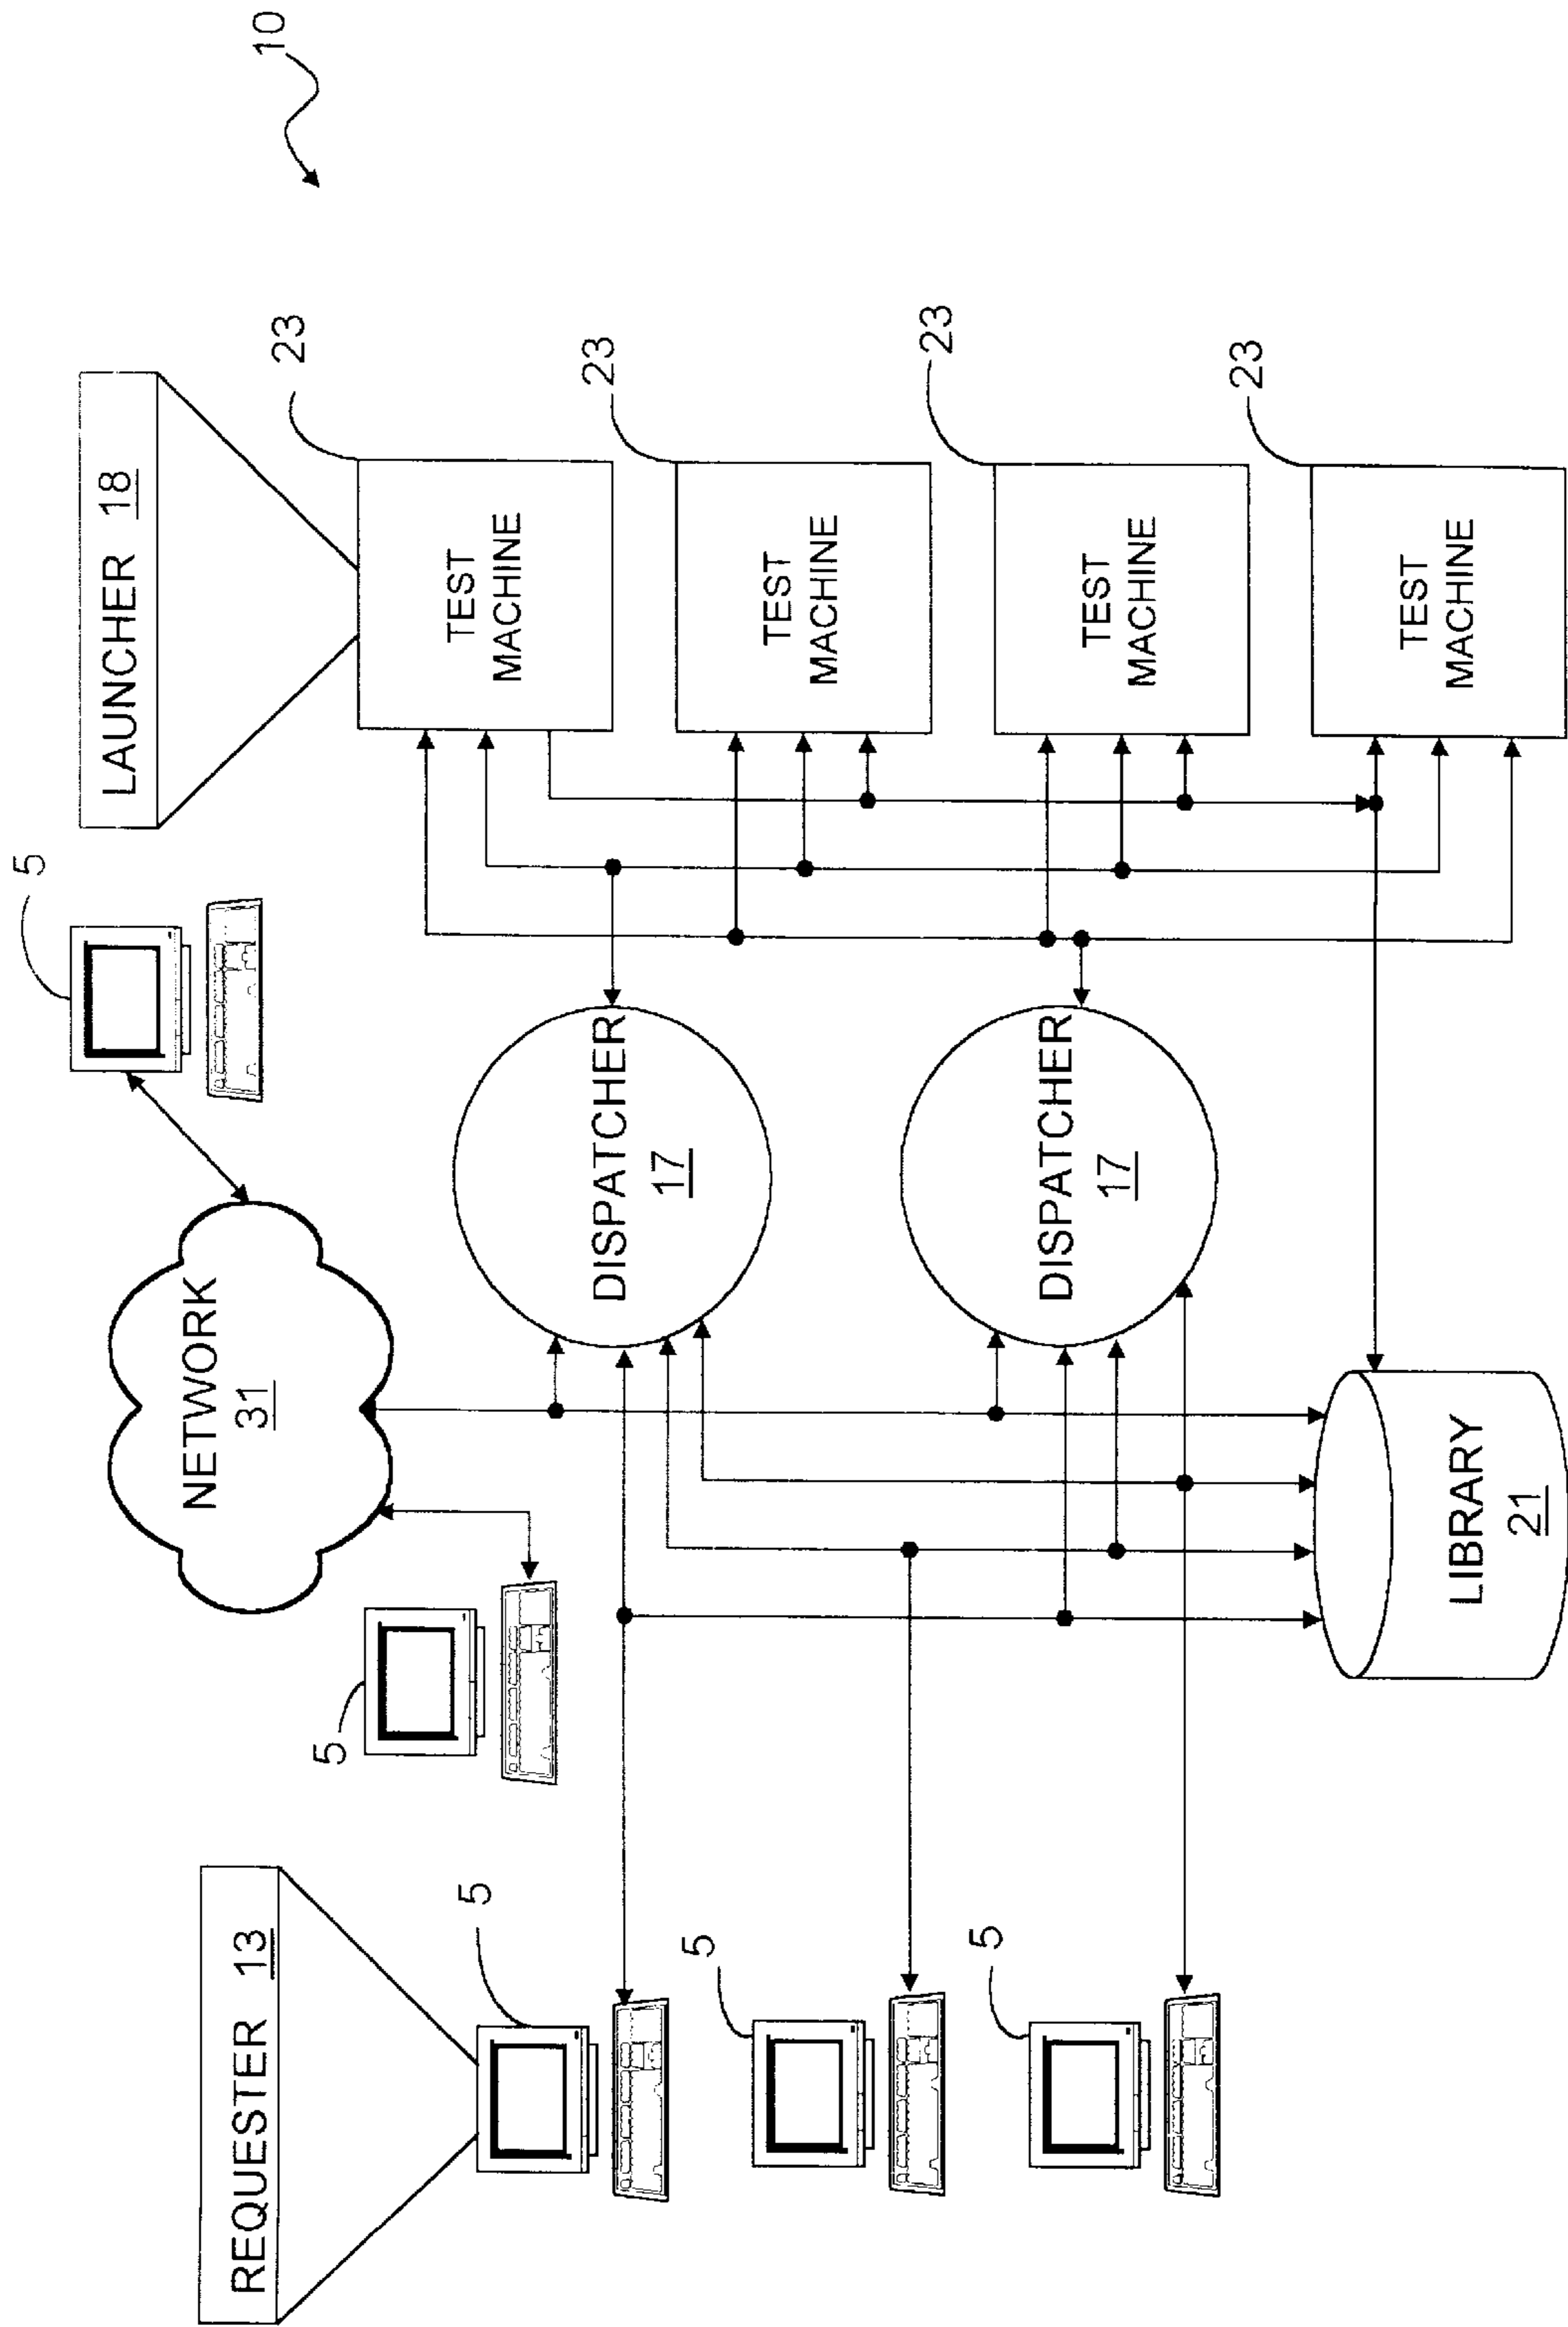 5
LAUNCHER 18
NETWORK
31
REQUESTER 13
10
23
5
TEST
MACHINE
5
23
DISPATCHER
17
5
TEST
MACHINE
23
5
DISPATCHER
17
TEST
MACHINE
23
TEST
MACHINE
LIBRARY
21